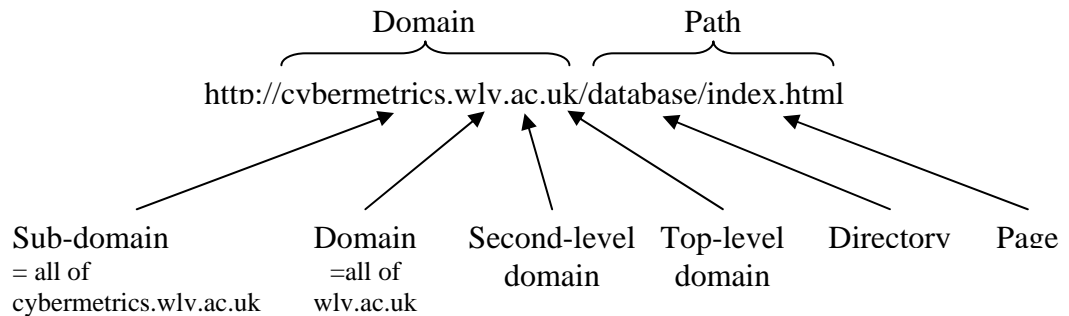 Domain Path
http://cybermetrics.wlv.ac.uk/database/index.html
Sub-domain
= all of
cybermetrics.wlv.ac.uk
Domain
=all of
wlv.ac.uk
Second-level
domain
Top-level
domain
Directory
Page